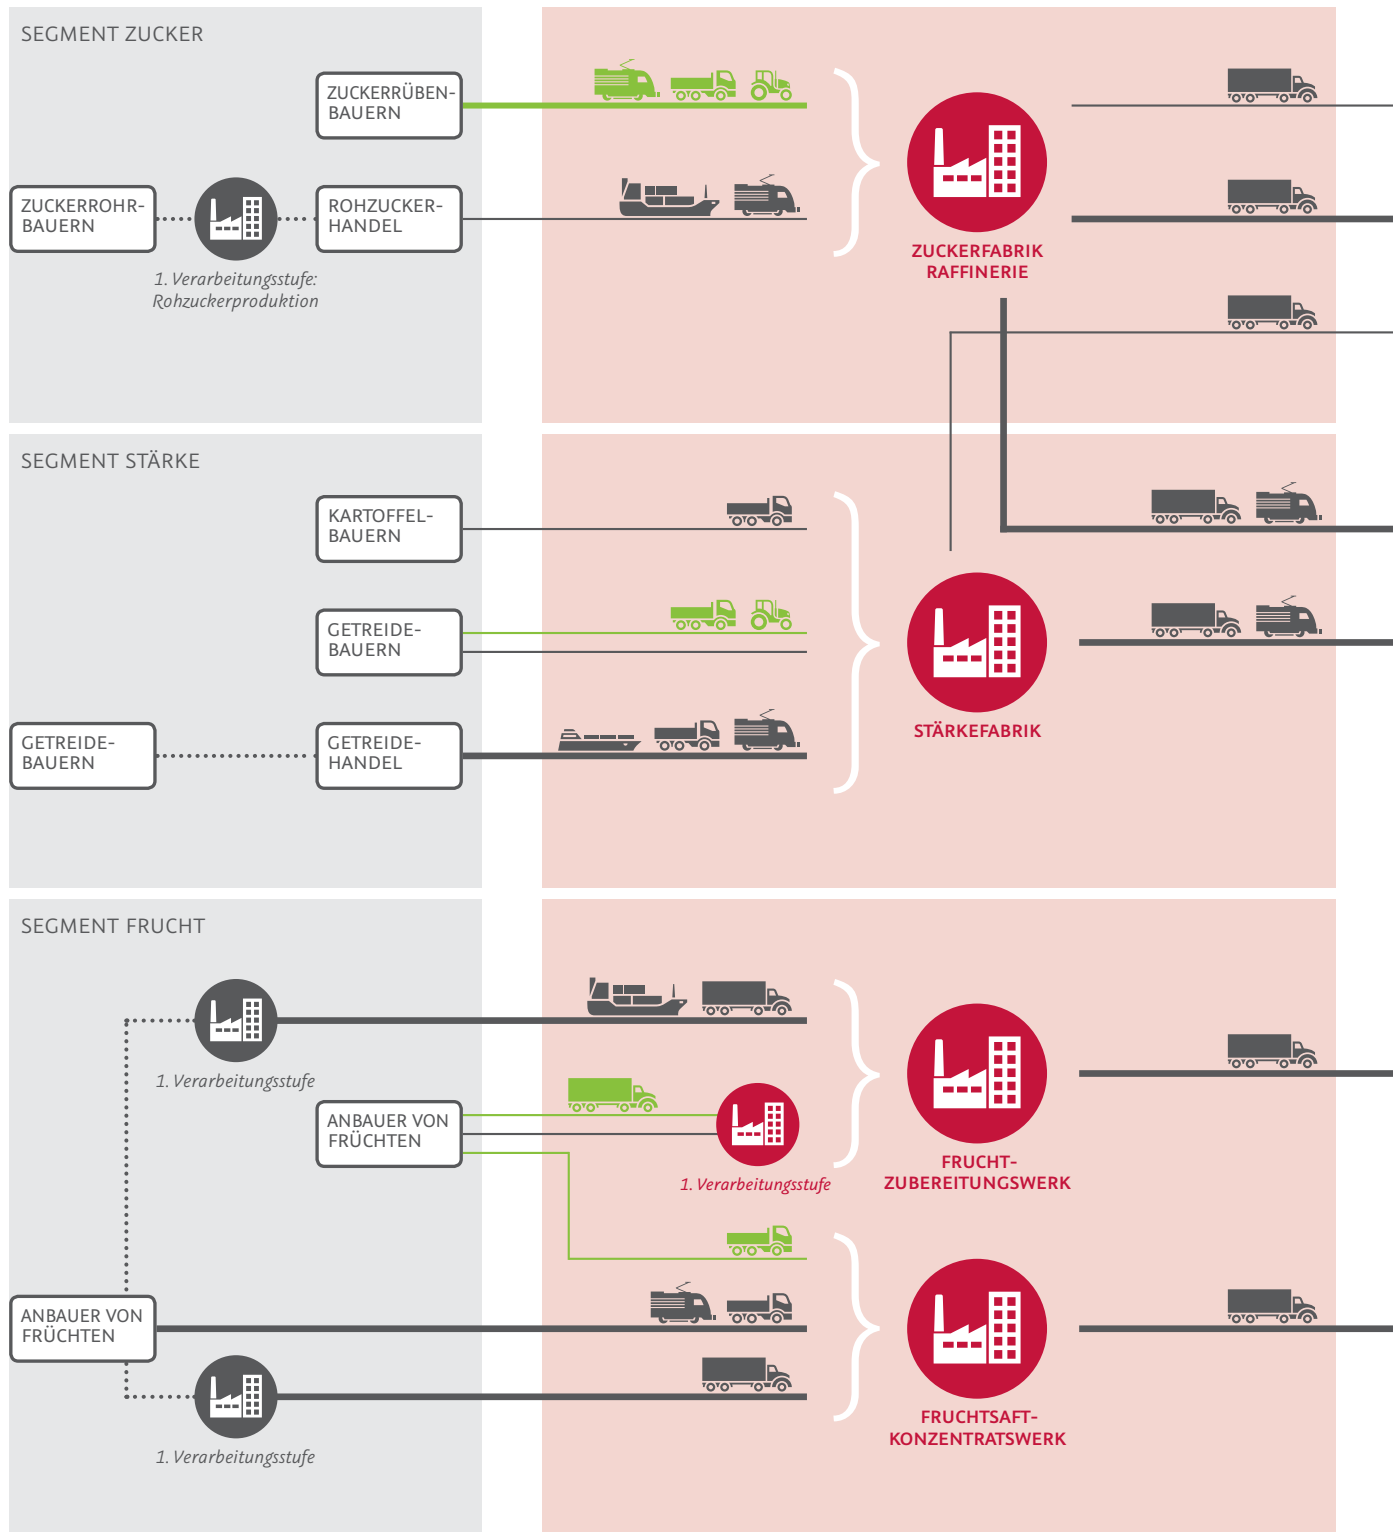 SEGMENT ZUCKER
ZUCKERRÜBEN-
BAUERN
ZUCKERROHR-
BAUERN
ROHZUCKER-
HANDEL
1. Verarbeitungsstufe:
Rohzuckerproduktion
ZUCKERFABRIK
RAFFINERIE
SEGMENT STÄRKE
KARTOFFEL-
BAUERN
GETREIDE-
BAUERN
GETREIDE-
BAUERN
GETREIDE-
HANDEL
STÄRKEFABRIK
SEGMENT FRUCHT
1. Verarbeitungsstufe
ANBAUER VON
FRÜCHTEN
1. Verarbeitungsstufe
FRUCHT-
ZUBEREITUNGSWERK
ANBAUER VON
FRÜCHTEN
1. Verarbeitungsstufe
FRUCHTSAFT-
KONZENTRATSWERK